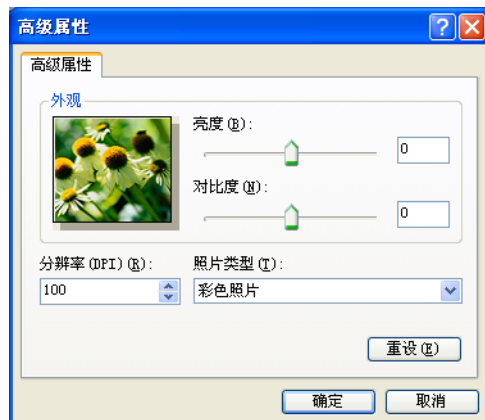 高级属性
高级属性
外观
亮度(B):
0
对比度(N):
0
分辨率(DPI)(R):
照片类型(T):
100
彩色照片
重设(E)
确定
取消